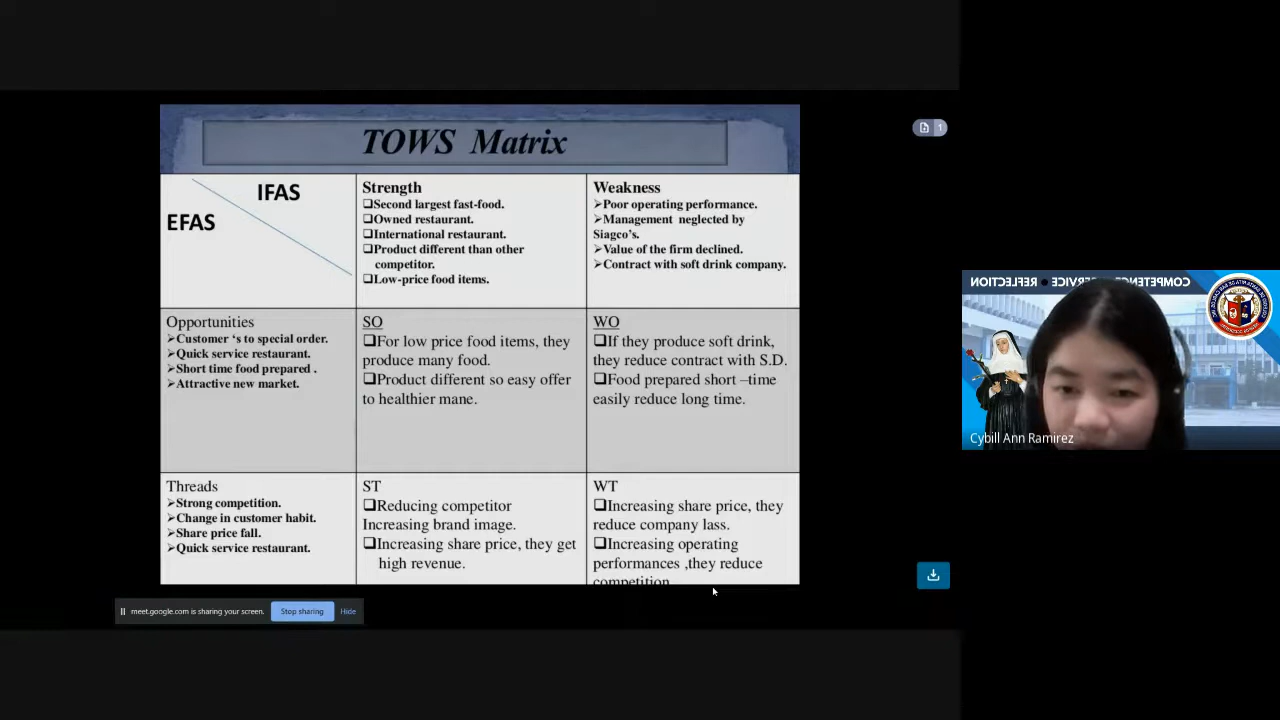 TOWS Matrix
IFAS
EFAS
Strength
❑Second largest fast-food.
❑Owned restaurant.
❑International restaurant.
❑Product different than other
competitor.
❑Low-price food items.
Weakness
➢Poor operating performance.
➢Management neglected by
Siagco's.
➢Value of the firm declined.
➢Contract with soft drink company.
Opportunities
➢Customer ‘s to special order.
➢Quick service restaurant.
➢Short time food prepared .
➢Attractive new market.
SO
❑For low price food items, they
produce many food.
❑Product different so easy offer
to healthier mane.
WO
❑If they produce soft drink,
they reduce contract with S.D.
❑Food prepared short –time
easily reduce long time.
Threads
➢Strong competition.
➢Change in customer habit.
➢Share price fall.
➢Quick service restaurant.
ST
❑Reducing competitor
Increasing brand image.
❑Increasing share price, they get
high revenue.
WT
❑Increasing share price, they
reduce company lass.
❑Increasing operating
performances ,they reduce
competition
1
meet.google.com is sharing your screen.
Stop sharing
Hide
COMPETENCE SERVICE ● REFLECTION
Cybill Ann Ramirez